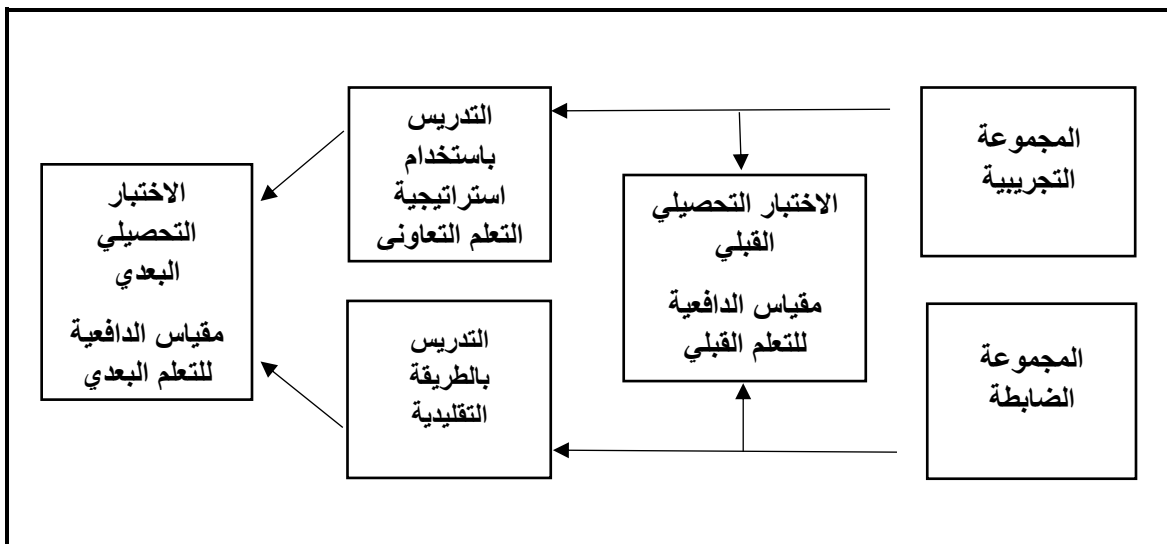 المجموعة
التجريبية
المجموعة
الضابطة
الاختبار التحصيلي
القبلي
مقياس الدافعية
للتعلم القبلي
التدريس
باستخدام
استراتيجية
التعلم التعاونى
التدريس
بالطريقة
التقليدية
الاختبار
التحصيلي
البعدي
مقياس الدافعية
للتعلم البعدي